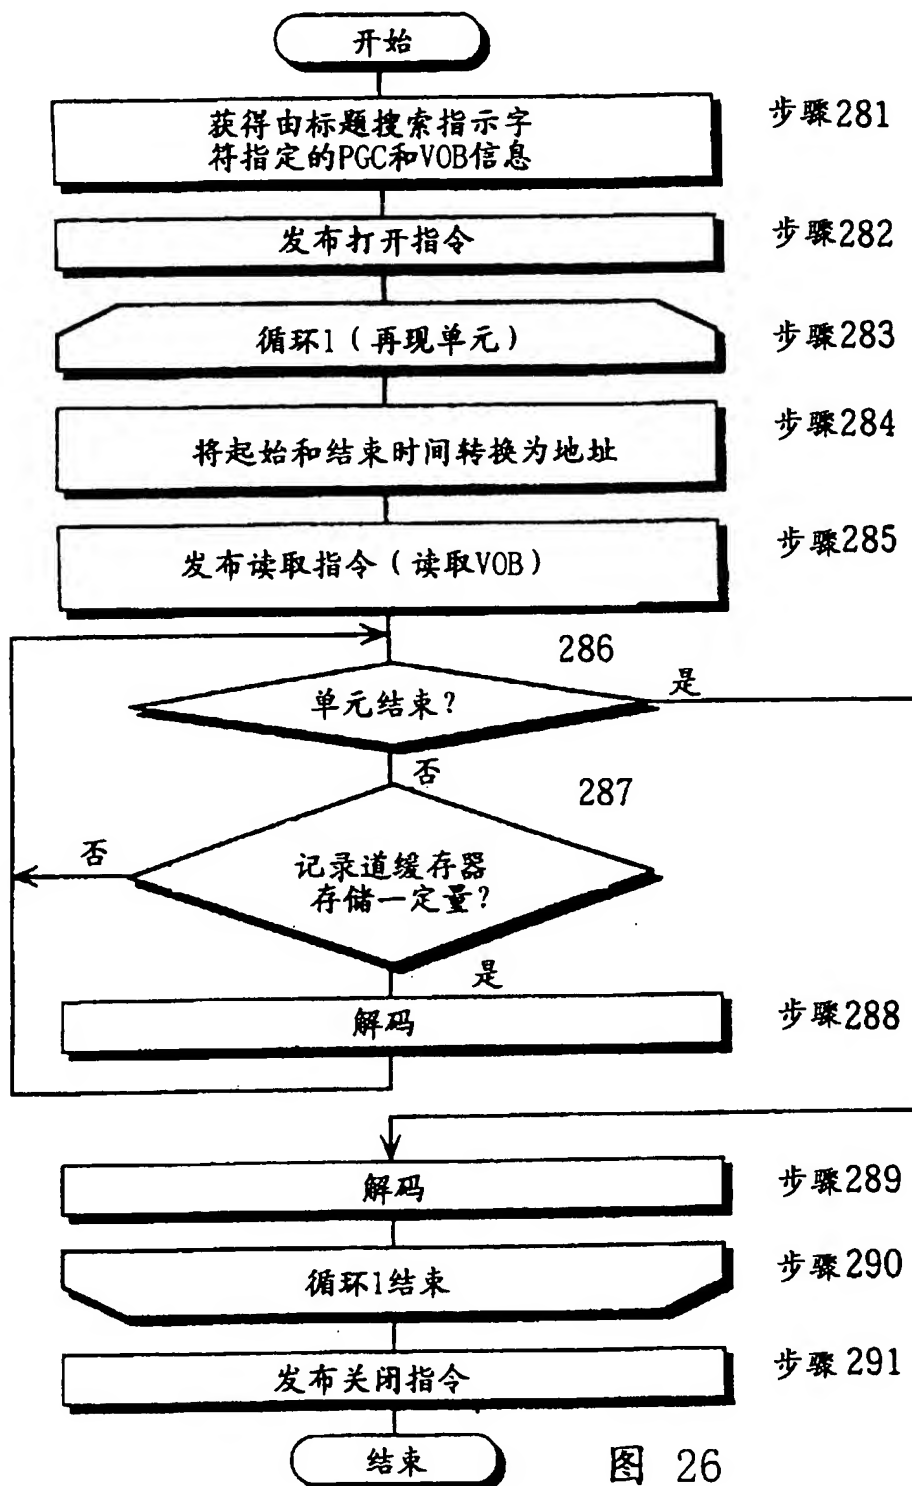 开始
步骤281
获得由标题搜索指示字
符指定的PGC和VOB信息
发布打开指令
步骤282
循环1（再现单元）
步骤283
将起始和结束时间转换为地址
步骤284
发布读取指令（读取VOB）
步骤285
286
单元结束？
是
否
287
否
记录道缓存器
存储一定量？
是
解码
步骤288
解码
步骤289
循环1结束
步骤290
发布关闭指令
步骤291
结束
图 26